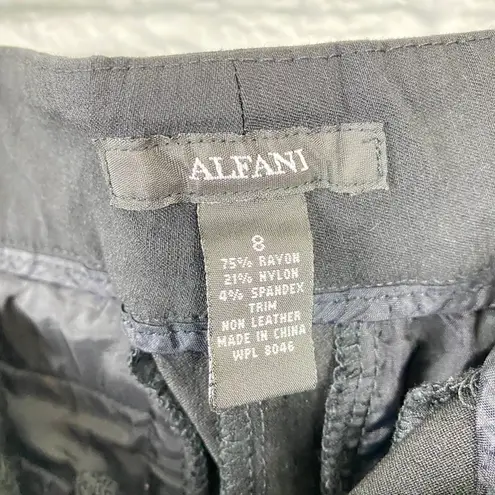 ALFANI
8
75% RAYON
21% NYLON
4% SPANDEX
TRIM
NON LEATHER
MADE IN CHINA
WPL 8046